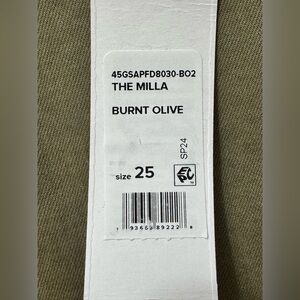 45GSAPFD8030-BO2
THE MILLA
BURNT OLIVE
SP24
size 25